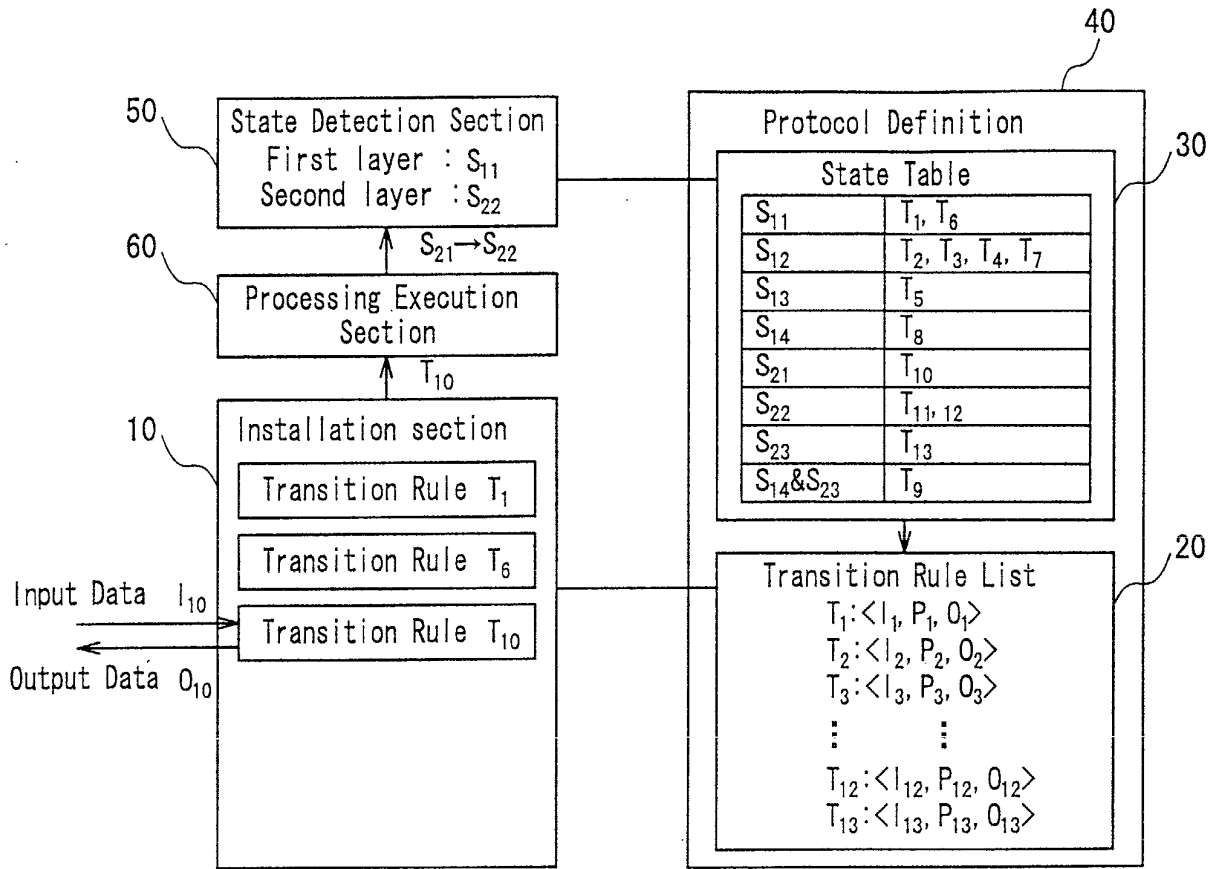 40
50
State Detection Section
First layer : S11
Second layer :S22
Protocol Definition
30
State Table
S11 T1, T6
S12 T2, T3, T4, T7
S13 T5
S14 T8
S21 T10
S22 T11, 12
S23 T13
S14&S23 T9
S21→S22
60
Processing Execution
Section
T10
10
Installation section
Transition Rule T1
Transition Rule T6
Transition Rule T10
Input Data I10
Output Data O10
20
Transition Rule List
T1:<I1, P1, O1>
T2:<I2, P2, O2>
T3:<I3, P3, O3>
⋮ ⋮
T12:<I12, P12, O12>
T13:<I13, P13, O13>